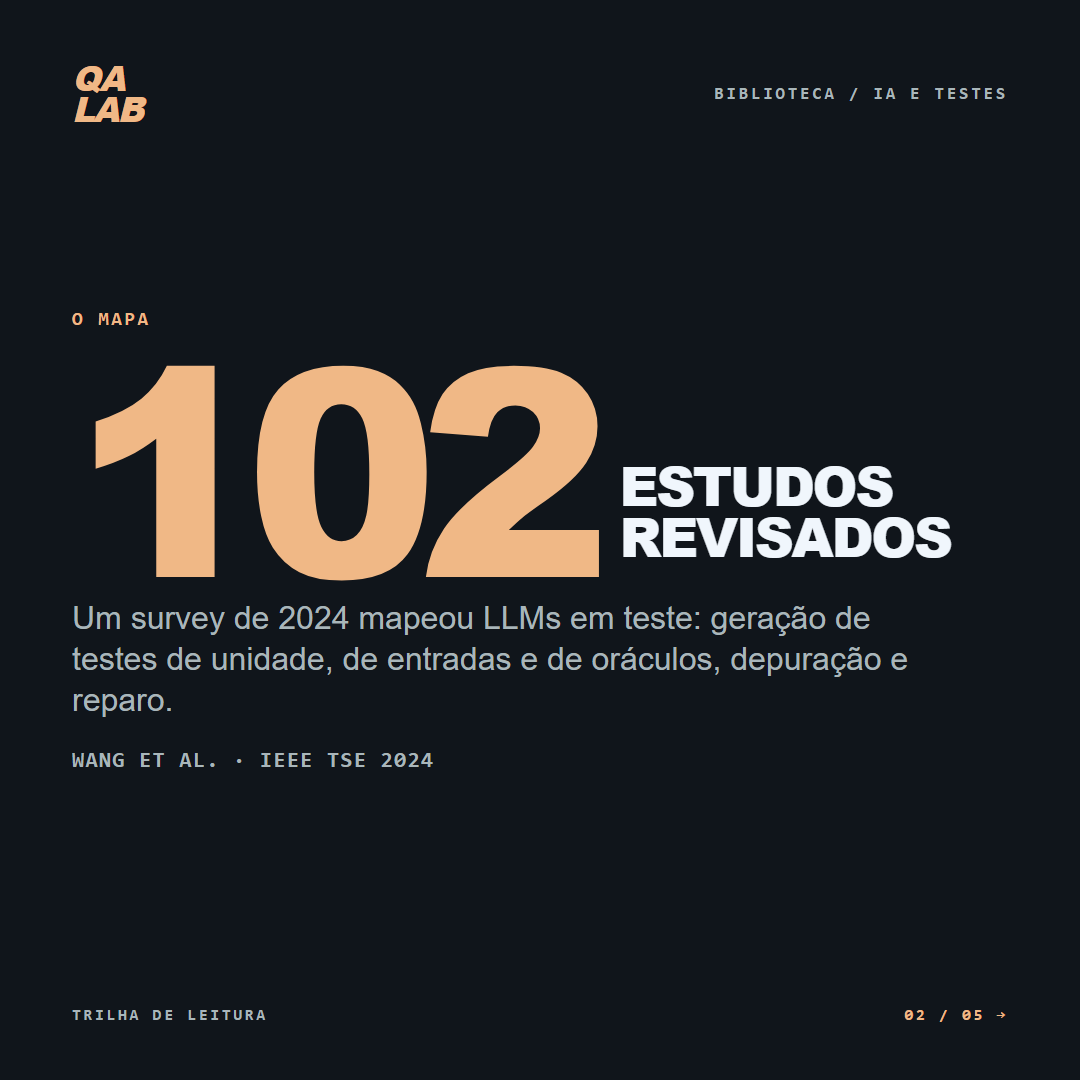 QA
LAB
BIBLIOTECA / IA E TESTES
O MAPA
102
ESTUDOS
REVISADOS
Um survey de 2024 mapeou LLMs em teste: geração de
testes de unidade, de entradas e de oráculos, depuração e
reparo.
WANG ET AL. · IEEE TSE 2024
TRILHA DE LEITURA
02 / 05 →